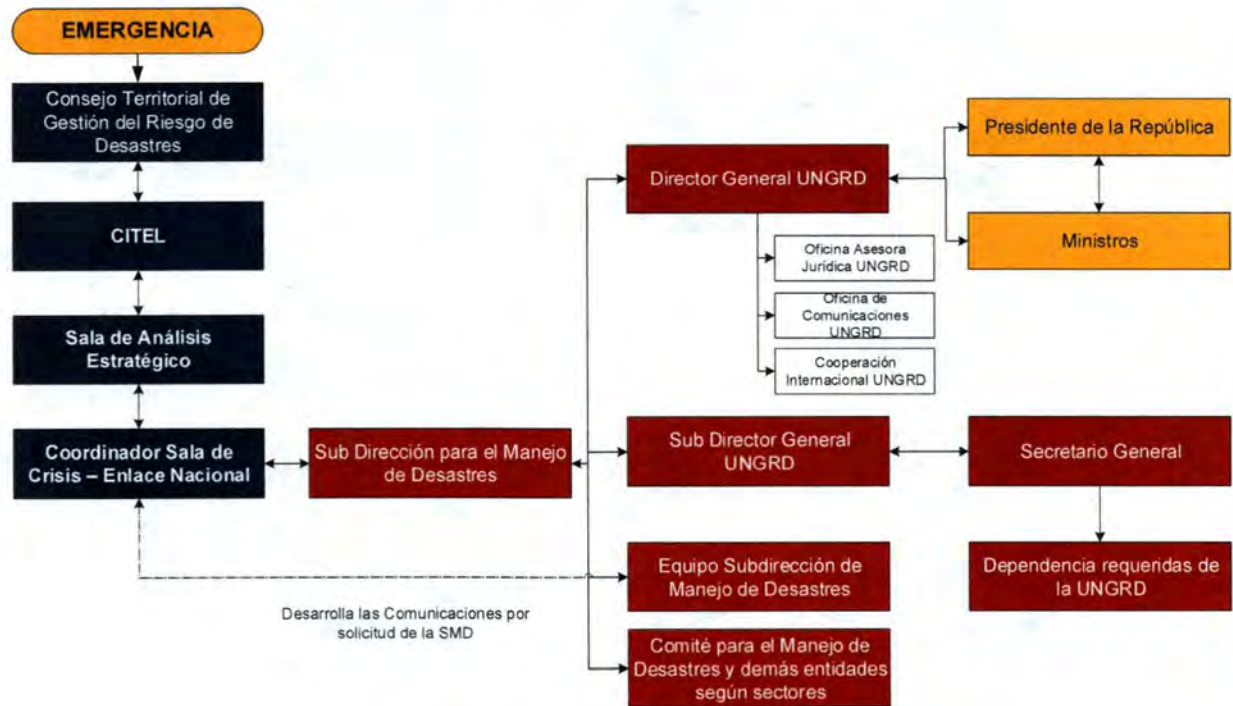 EMERGENCIA
Consejo Territorial de
Gestión del Riesgo de
Desastres
CITEL
Sala de Análisis
Estratégico
Coordinador Sala de
Crisis – Enlace Nacional
Sub Dirección para el Manejo
de Desastres
Desarrolla las Comunicaciones por
solicitud de la SMD
Director General UNGRD
Oficina Asesora
Jurídica UNGRD
Oficina de
Comunicaciones
UNGRD
Cooperación
Internacional UNGRD
Presidente de la República
Ministros
Sub Director General
UNGRD
Secretario General
Equipo Subdirección de
Manejo de Desastres
Dependencia requeridas de
la UNGRD
Comité para el Manejo de
Desastres y demás entidades
según sectores